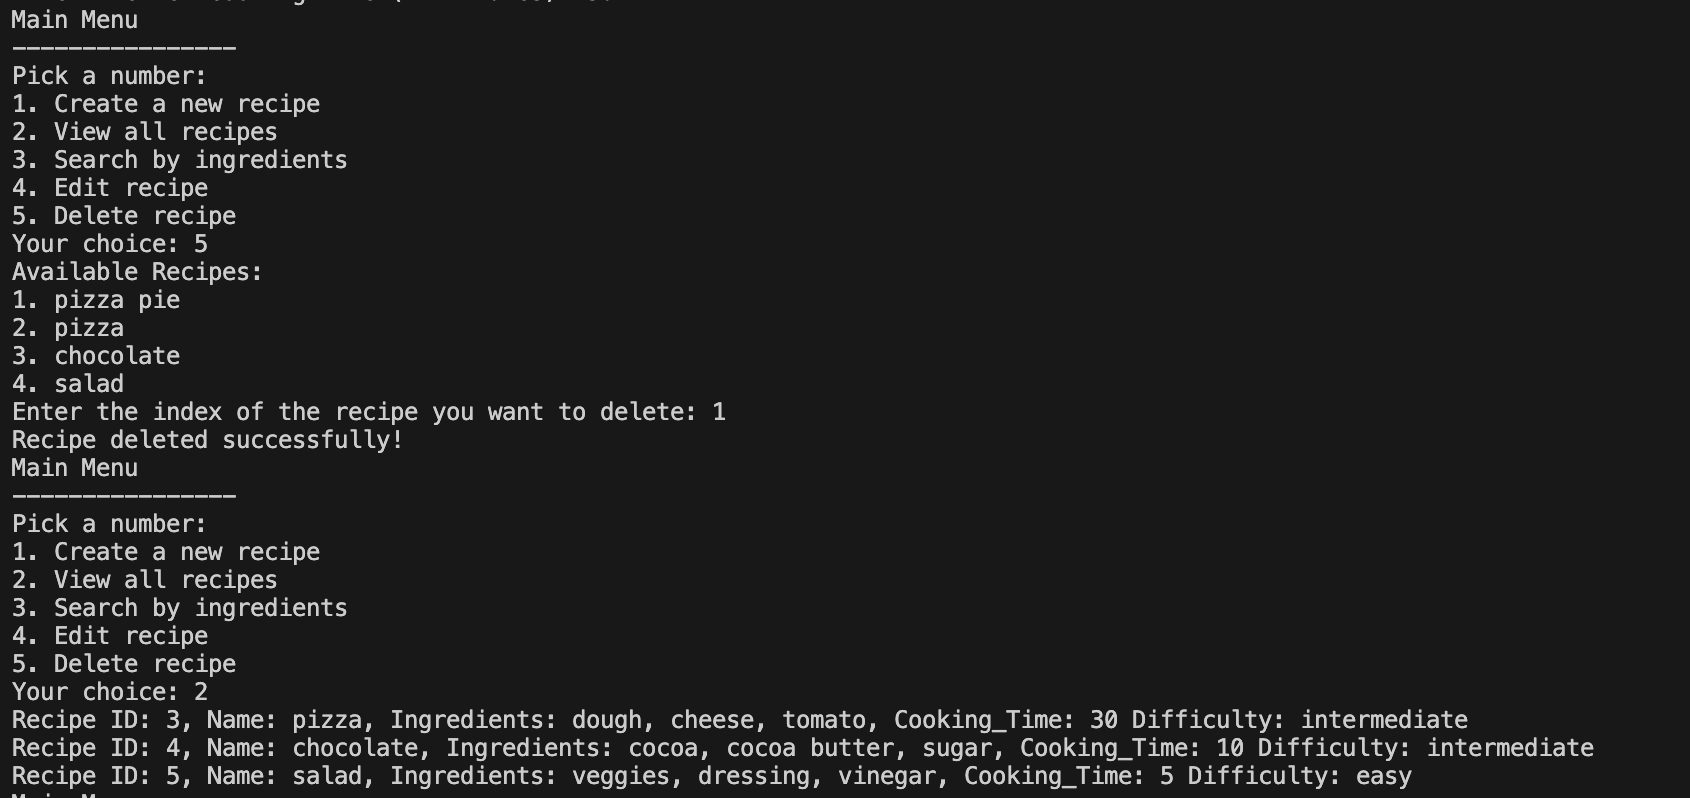 Main Menu
----------------
Pick a number:
1. Create a new recipe
2. View all recipes
3. Search by ingredients
4. Edit recipe
5. Delete recipe
Your choice: 5
Available Recipes:
1. pizza pie
2. pizza
3. chocolate
4. salad
Enter the index of the recipe you want to delete: 1
Recipe deleted successfully!
Main Menu
----------------
Pick a number:
1. Create a new recipe
2. View all recipes
3. Search by ingredients
4. Edit recipe
5. Delete recipe
Your choice: 2
Recipe ID: 3, Name: pizza, Ingredients: dough, cheese, tomato, Cooking_Time: 30 Difficulty: intermediate
Recipe ID: 4, Name: chocolate, Ingredients: cocoa, cocoa butter, sugar, Cooking_Time: 10 Difficulty: intermediate
Recipe ID: 5, Name: salad, Ingredients: veggies, dressing, vinegar, Cooking_Time: 5 Difficulty: easy